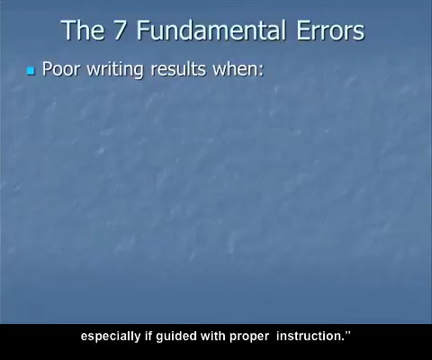 The 7 Fundamental Errors
Poor writing results when:
especially if guided with proper instruction.”